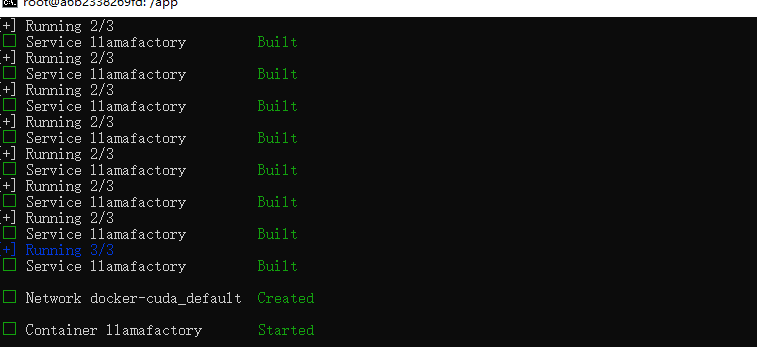 root@a6b2338269fd: /app
[+] Running 2/3
Service llamafactory Built
[+] Running 2/3
Service llamafactory Built
[+] Running 2/3
Service llamafactory Built
[+] Running 2/3
Service llamafactory Built
[+] Running 2/3
Service llamafactory Built
[+] Running 2/3
Service llamafactory Built
[+] Running 2/3
Service llamafactory Built
[+] Running 3/3
Service llamafactory Built
Network docker-cuda_default Created
Container llamafactory Started